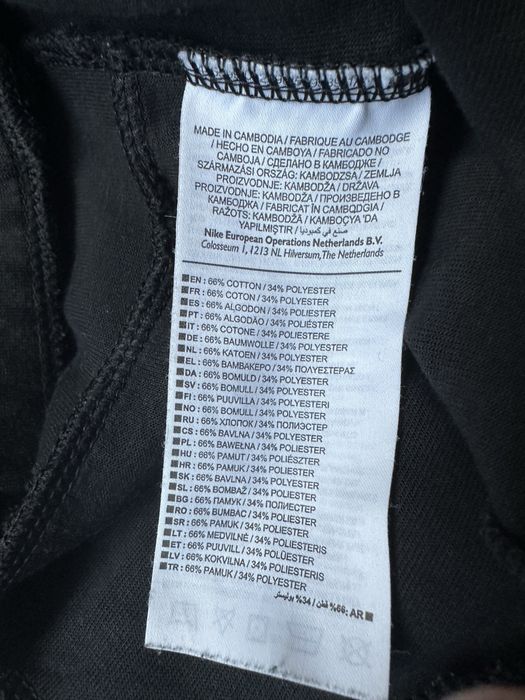 MADE IN CAMBODIA / FABRIQUE AU CAMBODGE
/ HECHO EN CAMBOYA / FABRICADO NO
CAMBOJA / СДЕЛАНО В КАМБОДЖЕ /
SZÁRMAZÁSI ORSZÁG: KAMBODZSA / ZEMLJA
PROIZVODNJE: KAMBODŽA / DRŽAVA
PROIZVODNJE: KAMBODŽA / ПРОИЗВЕДЕНО В
КАМБОДЖА / FABRICAT ÎN CAMBODGIA /
RAŽOTS: KAMBODŽĀ / KAMBOÇYA 'DA
YAPILMIŞTIR / صنع في كمبوديا /
Nike European Operations Netherlands B.V.
Colosseum 1, 1213 NL Hilversum, The Netherlands
EN : 66% COTTON / 34% POLYESTER
FR : 66% COTON / 34% POLYESTER
ES : 66% ALGODON / 34% POLIESTER
PT : 66% ALGODÃO / 34% POLIÉSTER
IT : 66% COTONE / 34% POLIESTERE
DE : 66% BAUMWOLLE / 34% POLYESTER
NL : 66% KATOEN / 34% POLYESTER
EL : 66% ΒΑΜΒΑΚΕΡΟ / 34% ΠΟΛΥΕΣΤΕΡΑΣ
DA : 66% BOMULD / 34% POLYESTER
SV : 66% BOMULL / 34% POLYESTER
FI : 66% PUUVILLA / 34% POLYESTERI
NO : 66% BOMULL / 34% POLYESTER
RU : 66% ХЛОПОК / 34% ПОЛИЭСТЕР
CS : 66% BAVLNA / 34% POLYESTER
PL : 66% BAWEŁNA / 34% POLIESTER
HU : 66% PAMUT / 34% POLIÉSZTER
HR : 66% PAMUK / 34% POLIESTER
SK : 66% BAVLNA / 34% POLYESTER
SL : 66% BOMBAŽ / 34% POLIESTER
BG : 66% ПАМУК / 34% ПОЛИЕСТЕР
RO : 66% BUMBAC / 34% POLIESTER
SR : 66% PAMUK / 34% POLIESTER
LT : 66% MEDVILNĖ / 34% POLIESTERIS
ET : 66% PUUVILL / 34% POLÜESTER
LV : 66% KOKVILNA / 34% POLIESTERIS
TR : 66% PAMUK / 34% POLYESTER
AR :66% قطن / 34% بوليستر